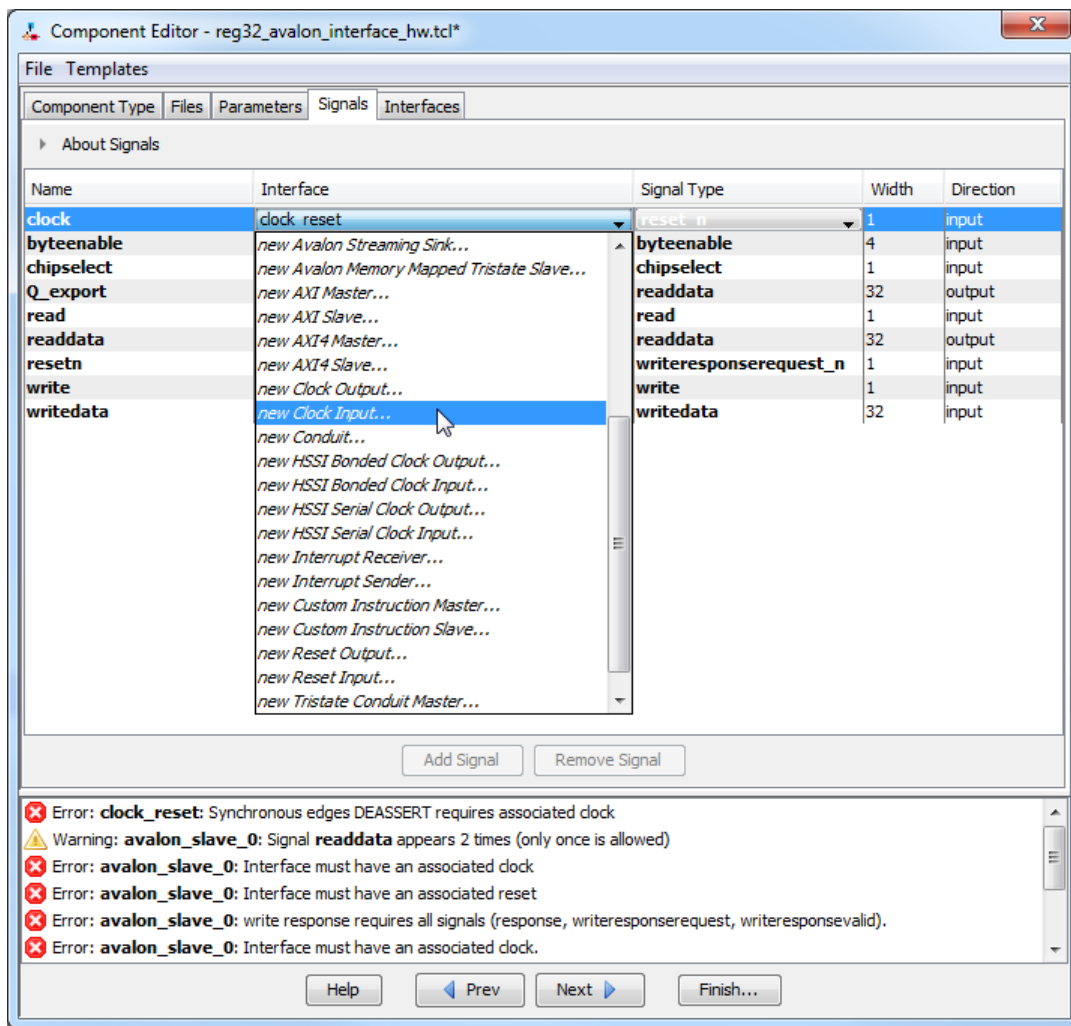 Component Editor - reg32_avalon_interface_hw.tcl*
X
File Templates
Component Type Files Parameters Signals Interfaces
About Signals
Name Interface Signal Type Width Direction
clock clock_reset reset_n 1 input
byteenable new Avalon Streaming Sink... byteenable 4 input
chipselect new Avalon Memory Mapped Tristate Slave... chipselect 1 input
Q_export new AXI Master... readdata 32 output
read new AXI Slave... read 1 input
readdata new AXI4 Master... readdata 32 output
resetn new AXI4 Slave... writeresponserequest_n 1 input
write new Clock Output... write 1 input
writedata new Clock Input... writedata 32 input
new Conduit...
new HSSI Bonded Clock Output...
new HSSI Bonded Clock Input...
new HSSI Serial Clock Output...
new HSSI Serial Clock Input...
new Interrupt Receiver...
new Interrupt Sender...
new Custom Instruction Master...
new Custom Instruction Slave...
new Reset Output...
new Reset Input...
new Tristate Conduit Master...
Add Signal Remove Signal
Error: clock_reset: Synchronous edges DEASSERT requires associated clock
Warning: avalon_slave_0: Signal readdata appears 2 times (only once is allowed)
Error: avalon_slave_0: Interface must have an associated clock
Error: avalon_slave_0: Interface must have an associated reset
Error: avalon_slave_0: write response requires all signals (response, writeresponserequest, writeresponsevalid).
Error: avalon_slave_0: Interface must have an associated clock.
Help Prev Next Finish...